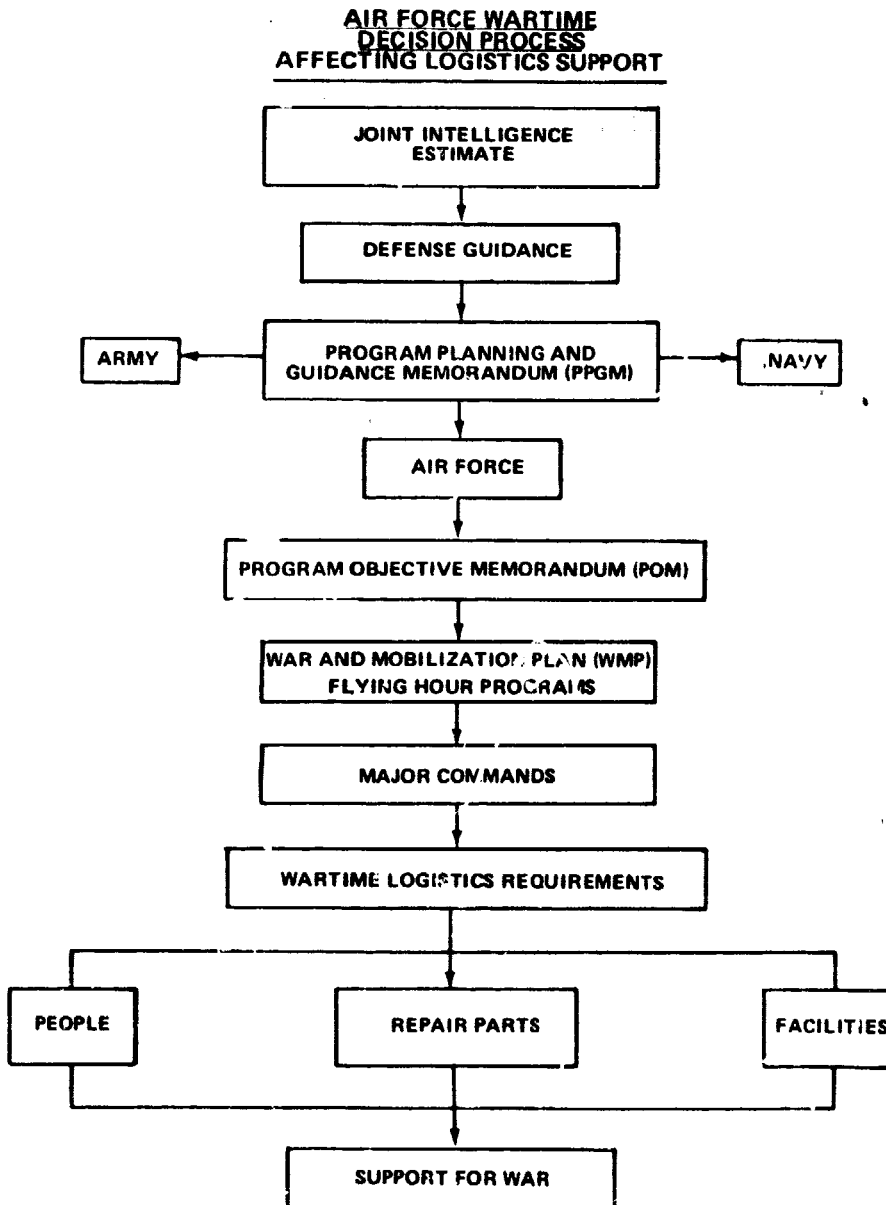 AIR FORCE WARTIME
DECISION PROCESS
AFFECTING LOGISTICS SUPPORT
JOINT INTELLIGENCE
ESTIMATE
DEFENSE GUIDANCE
ARMY
PROGRAM PLANNING AND
GUIDANCE MEMORANDUM (PPGM)
NAVY
AIR FORCE
PROGRAM OBJECTIVE MEMORANDUM (POM)
WAR AND MOBILIZATION PLAN (WMP)
FLYING HOUR PROGRAMS
MAJOR COMMANDS
WARTIME LOGISTICS REQUIREMENTS
PEOPLE
REPAIR PARTS
FACILITIES
SUPPORT FOR WAR